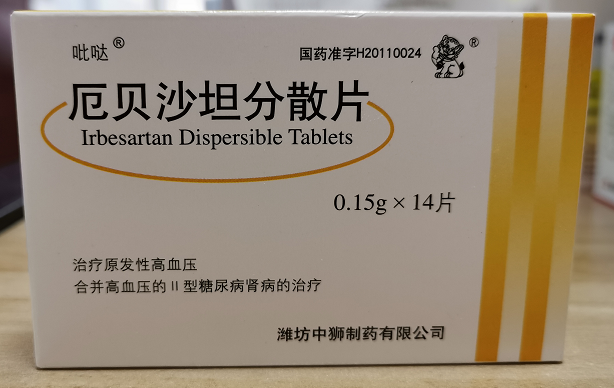 吡哒®
国药准字H20110024 ®
厄贝沙坦分散片
Irbesartan Dispersible Tablets
0.15g × 14片
治疗原发性高血压
合并高血压的Ⅱ型糖尿病肾病的治疗
潍坊中狮制药有限公司